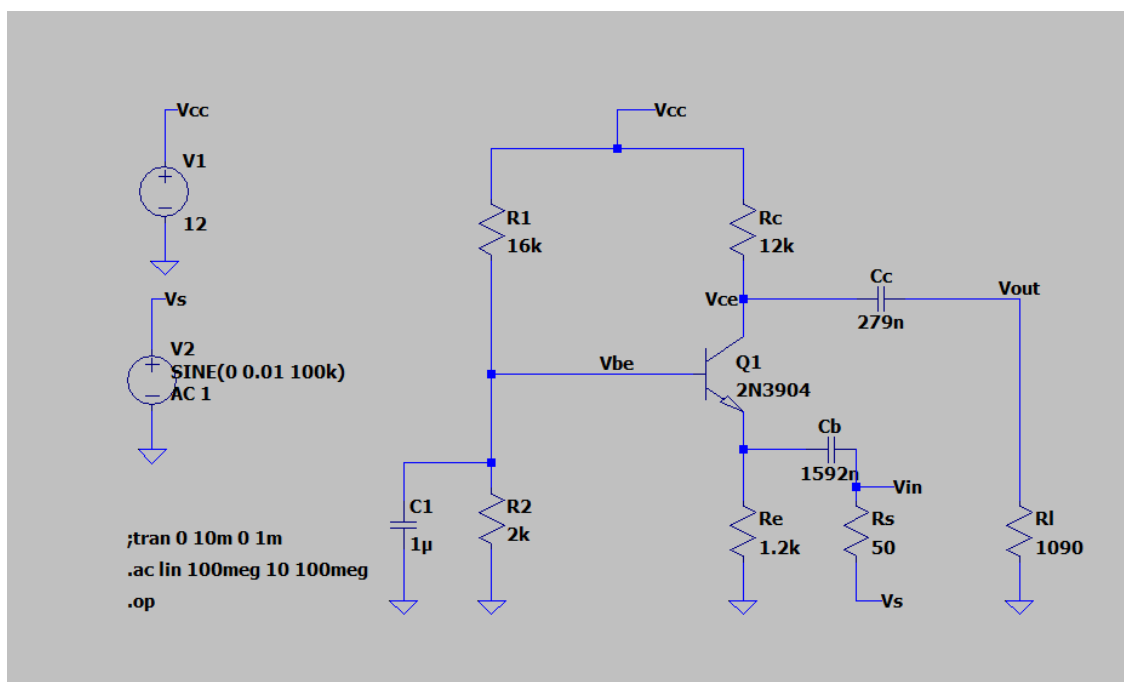 Vcc
Vcc
V1
12
R1
16k
Rc
12k
Vs
Cc
279n
Vce
Vout
V2
SINE(0 0.01 100k)
AC 1
Vbe
Q1
2N3904
Cb
1592n
Vin
C1
1µ
R2
2k
Re
1.2k
Rs
50
Rl
1090
Vs
;tran 0 10m 0 1m
.ac lin 100meg 10 100meg
.op